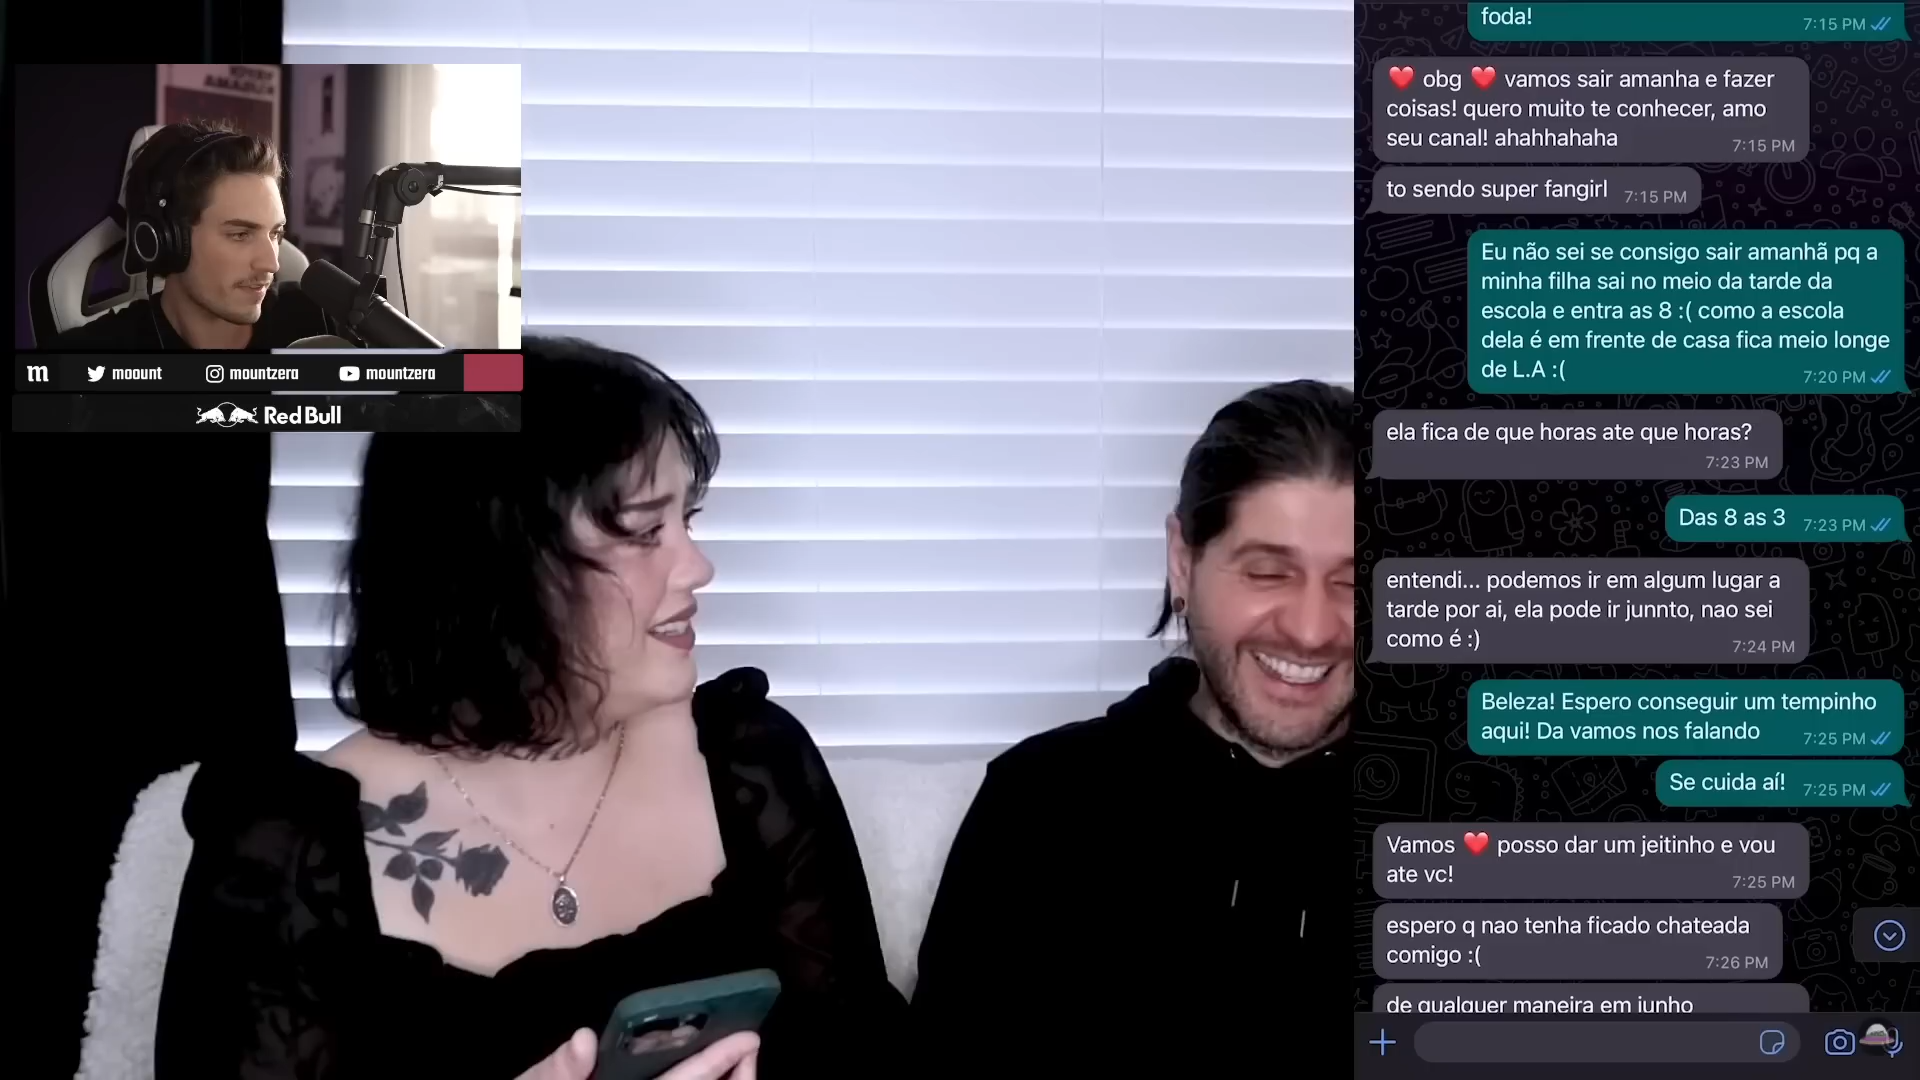 m moount mountzera mountzera
Red Bull
foda!
7:15 PM
❤️ obg ❤️ vamos sair amanha e fazer
coisas! quero muito te conhecer, amo
seu canal! ahahhahaha
7:15 PM
to sendo super fangirl
7:15 PM
Eu não sei se consigo sair amanhã pq a
minha filha sai no meio da tarde da
escola e entra as 8 :( como a escola
dela é em frente de casa fica meio longe
de L.A :(
7:20 PM
ela fica de que horas ate que horas?
7:23 PM
Das 8 as 3
7:23 PM
entendi... podemos ir em algum lugar a
tarde por ai, ela pode ir junnto, nao sei
como é :)
7:24 PM
Beleza! Espero conseguir um tempinho
aqui! Da vamos nos falando
7:25 PM
Se cuida aí!
7:25 PM
Vamos ❤️ posso dar um jeitinho e vou
ate vc!
7:25 PM
espero q nao tenha ficado chateada
comigo :(
7:26 PM
de qualquer maneira em junho